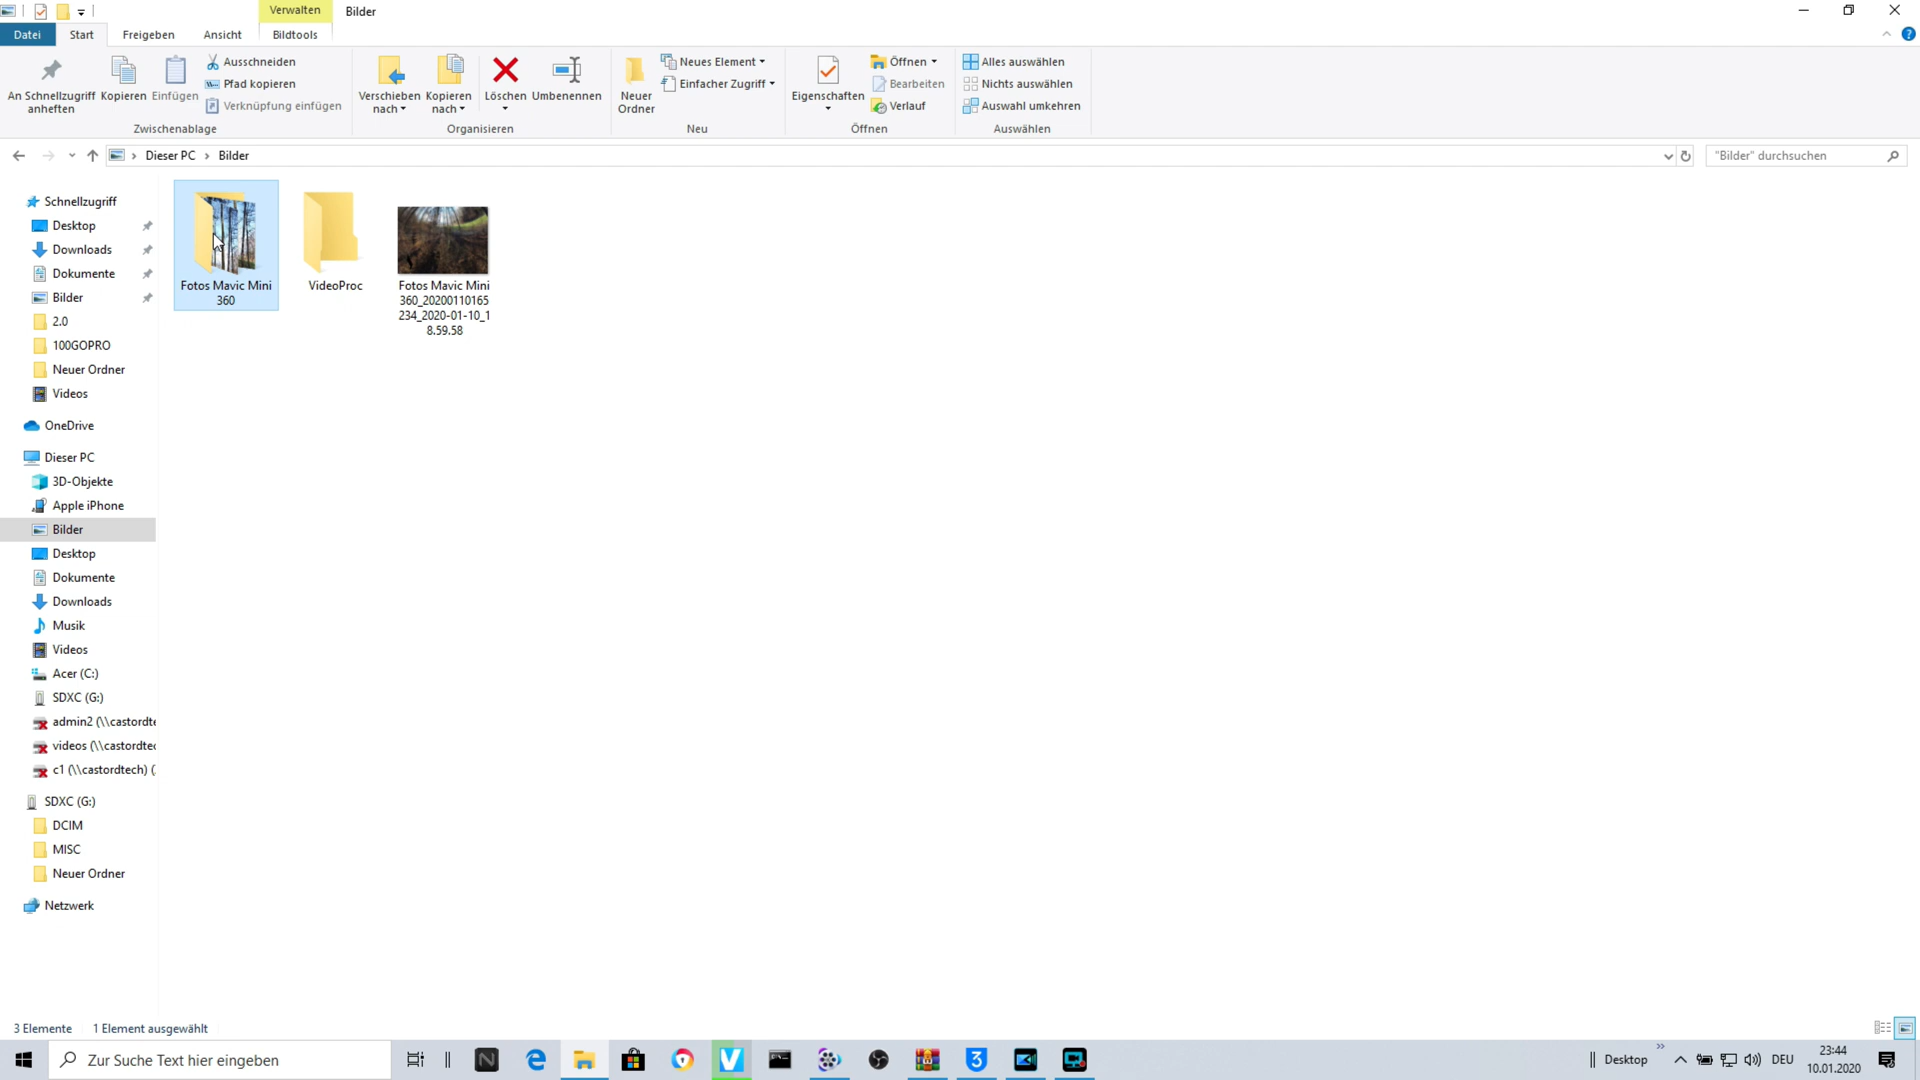 Verwalten
Bilder
Datei
Start
Freigeben
Ansicht
Bildtools
An Schnellzugriff
anheften
Kopieren
Einfügen
Ausschneiden
Pfad kopieren
Verknüpfung einfügen
Zwischenablage
Verschieben
nach
Kopieren
nach
Löschen
Umbenennen
Organisieren
Neuer
Ordner
Neues Element
Einfacher Zugriff
Neu
Eigenschaften
Öffnen
Bearbeiten
Verlauf
Öffnen
Alles auswählen
Nichts auswählen
Auswahl umkehren
Auswählen
Dieser PC
Bilder
"Bilder" durchsuchen
Schnellzugriff
Desktop
Downloads
Dokumente
Bilder
2.0
100GOPRO
Neuer Ordner
Videos
OneDrive
Dieser PC
3D-Objekte
Apple iPhone
Bilder
Desktop
Dokumente
Downloads
Musik
Videos
Acer (C:)
SDXC (G:)
admin2 (\\castordte
videos (\\castordtec
c1 (\\castordtech) (.
SDXC (G:)
DCIM
MISC
Neuer Ordner
Netzwerk
Fotos Mavic Mini
360
VideoProc
Fotos Mavic Mini
360_20200110165
234_2020-01-10_1
8.59.58
3 Elemente
1 Element ausgewählt
Zur Suche Text hier eingeben
Desktop
DEU
23:44
10.01.2020